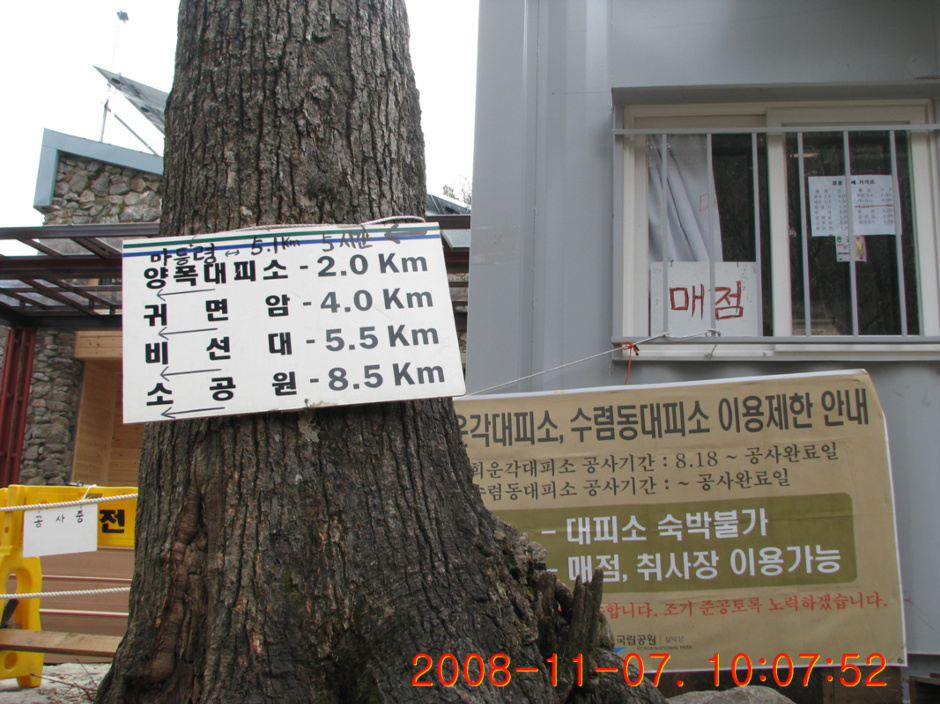 마등령 ↔ 5.1Km 5시간 ←
양폭대피소 - 2.0 Km
←
귀면암 - 4.0 Km
←
비선대 - 5.5 Km
←
소공원 - 8.5 Km
←
매점
운각대피소, 수렴동대피소 이용제한 안내
희운각대피소 공사기간 : 8.18 ~ 공사완료일
수렴동대피소 공사기간 : ~ 공사완료일
- 대피소 숙박불가
- 매점, 취사장 이용가능
합니다. 조기 준공토록 노력하겠습니다.
국립공원 설악산
KOREA NATIONAL PARK
공사중
전
2008-11-07. 10:07:52